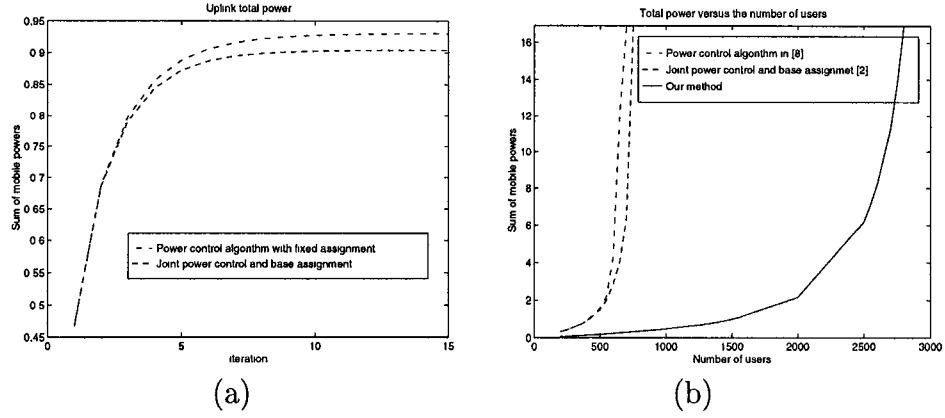 Uplink total power
0.95
0.9
0.85
0.8
0.75
0.7
0.65
0.6
0.55
0.5
0.45
Sum of mobile powers
Power control algorithm with fixed assignment
Joint power control and base assignment
0
5
10
15
iteration
(a)
Total power versus the number of users
16
14
12
10
8
6
4
2
0
Sum of mobile powers
Power control algorithm in [8]
Joint power control and base assignmet [2]
Our method
0
500
1000
1500
2000
2500
3000
Number of users
(b)